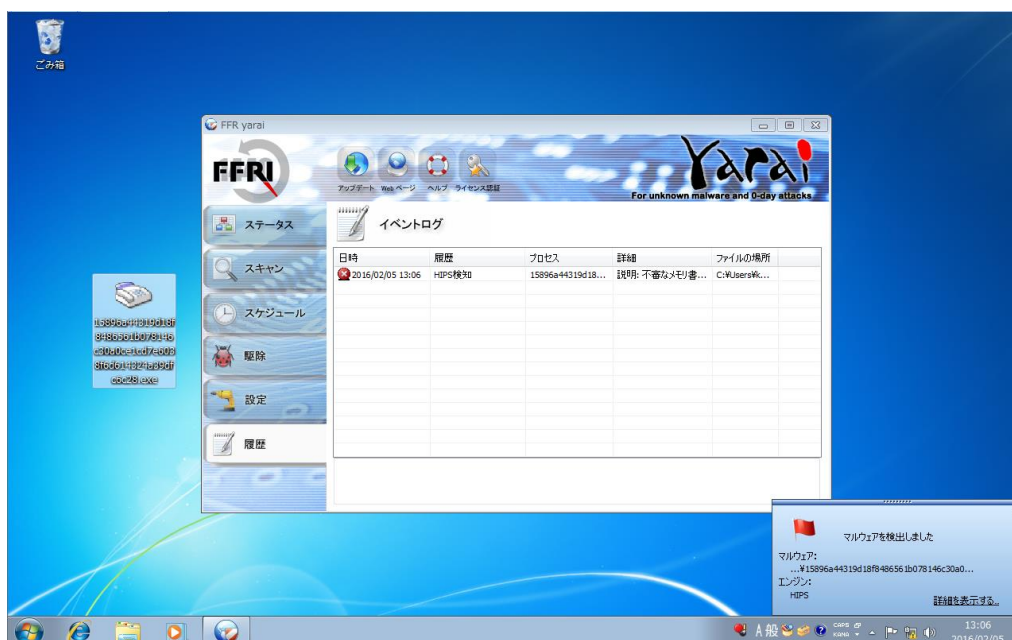 ごみ箱
FFR yarai
FFRI
アップデート Web ページ ヘルプ ライセンス認証
Yarai
For unknown malware and 0-day attacks
ステータス
スキャン
スケジュール
駆除
設定
履歴
イベントログ
日時 履歴 プロセス 詳細 ファイルの場所
2016/02/05 13:06 HIPS検知 15896a44319d18... 説明: 不審なメモリ書... C:¥Users¥k...
15896a44319d18f
8486561b078146
c30a0ce1cd7e603
マルウェアを検出しました
マルウェア:
...¥15896a44319d18f8486561b078146c30a0...
エンジン:
HIPS
詳細を表示する..
A 般
CAPS
KANA
13:06
2016/02/05